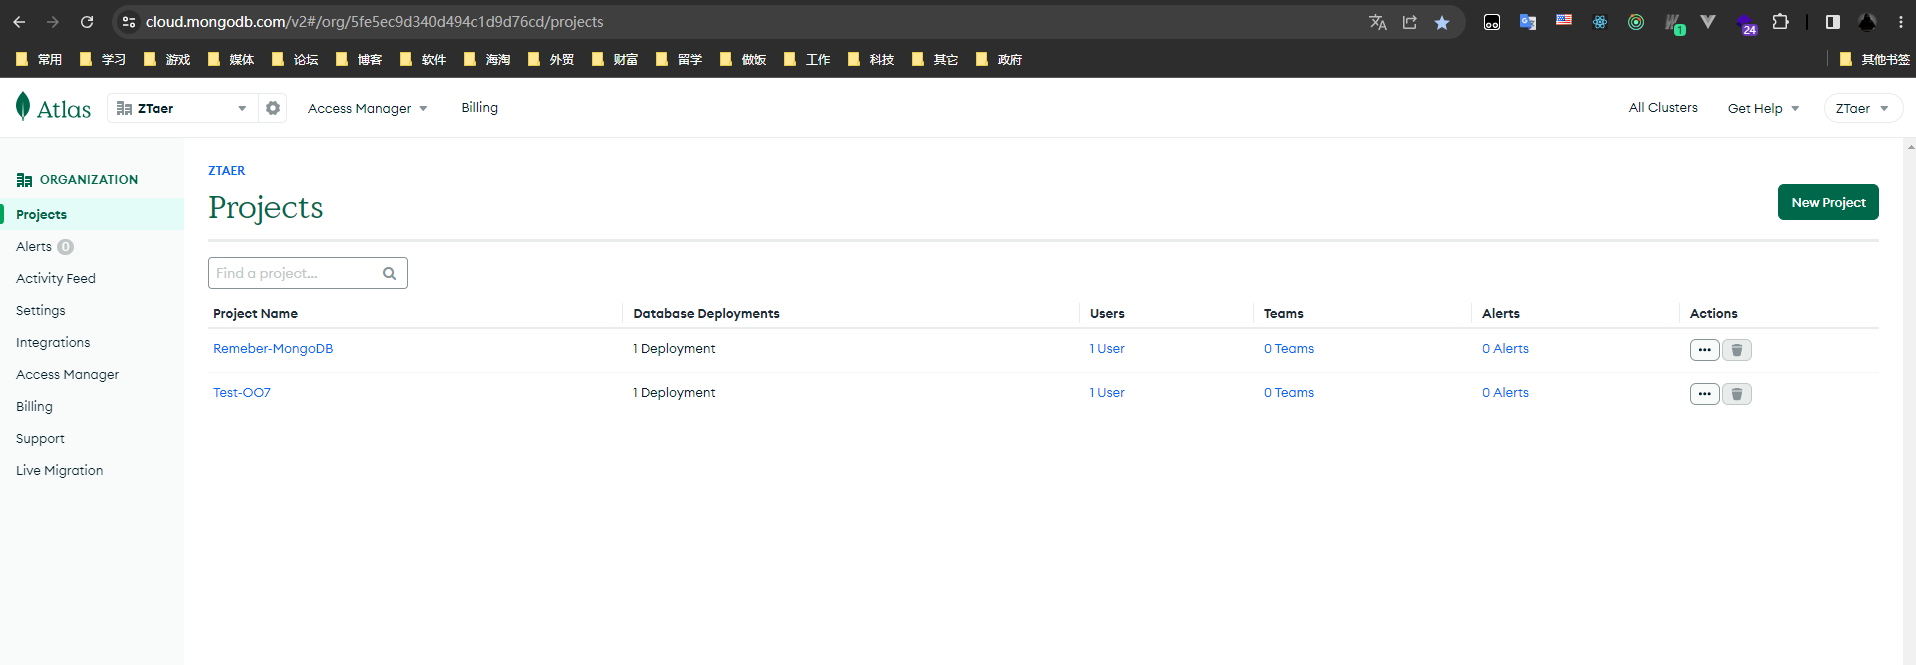 cloud.mongodb.com/v2#/org/5fe5ec9d340d494c1d9d76cd/projects
1
24
常用 学习 游戏 媒体 论坛 博客 软件 海淘 外贸 财富 留学 做饭 工作 科技 其它 政府 其他书签
Atlas ZTaer Access Manager Billing All Clusters Get Help ZTaer
ORGANIZATION
Projects
Alerts 0
Activity Feed
Settings
Integrations
Access Manager
Billing
Support
Live Migration
ZTAER
Projects
New Project
Find a project...
Project Name Database Deployments Users Teams Alerts Actions
Remeber-MongoDB 1 Deployment 1 User 0 Teams 0 Alerts
Test-007 1 Deployment 1 User 0 Teams 0 Alerts